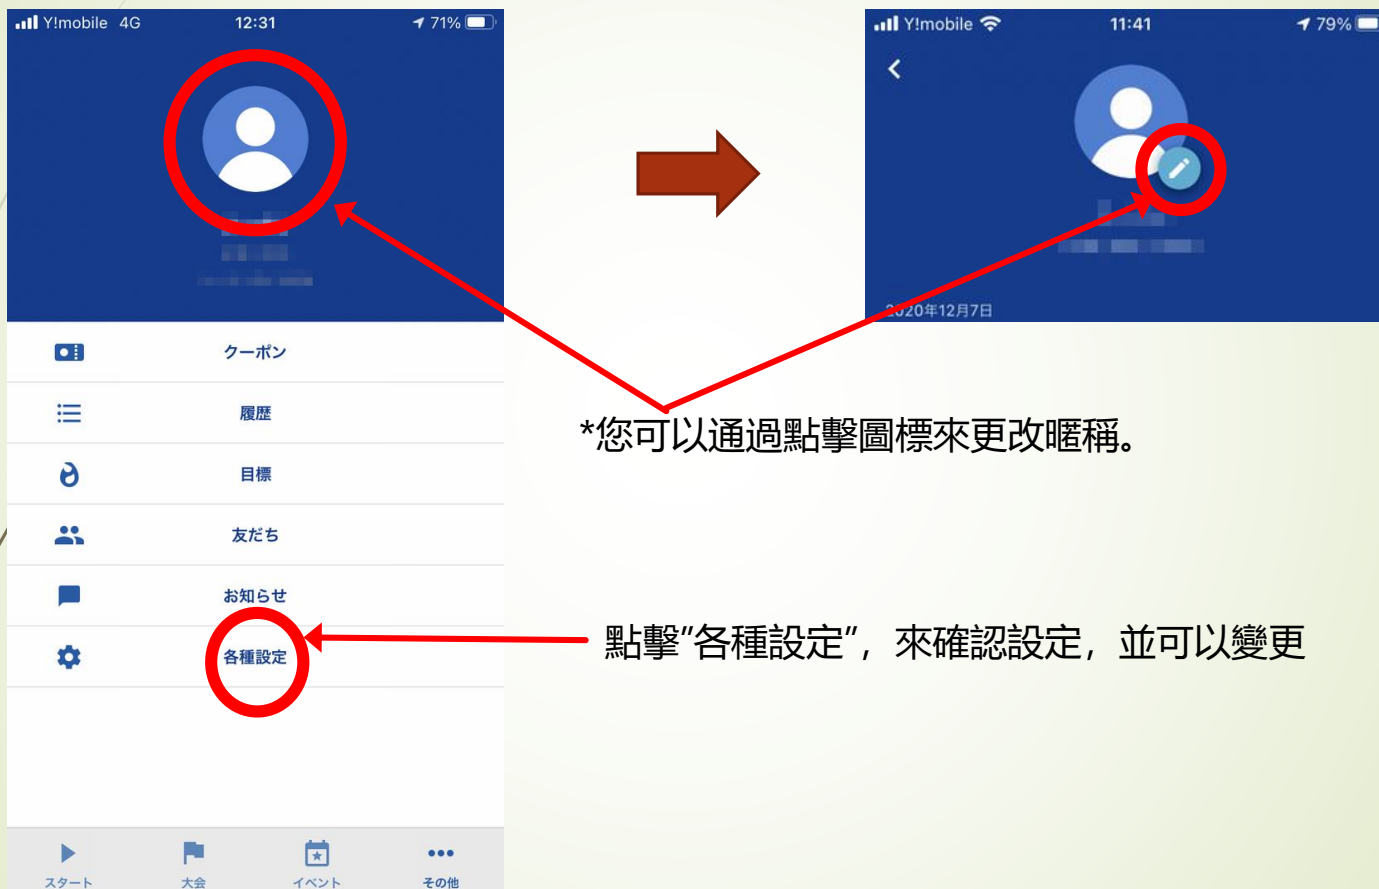 Y!mobile 4G 12:31 71%
クーポン
履歴
目標
友だち
お知らせ
各種設定
スタート 大会 イベント その他
Y!mobile 11:41 79%
2020年12月7日
*您可以通過點擊圖標來更改暱稱。
點擊"各種設定"，來確認設定，並可以變更